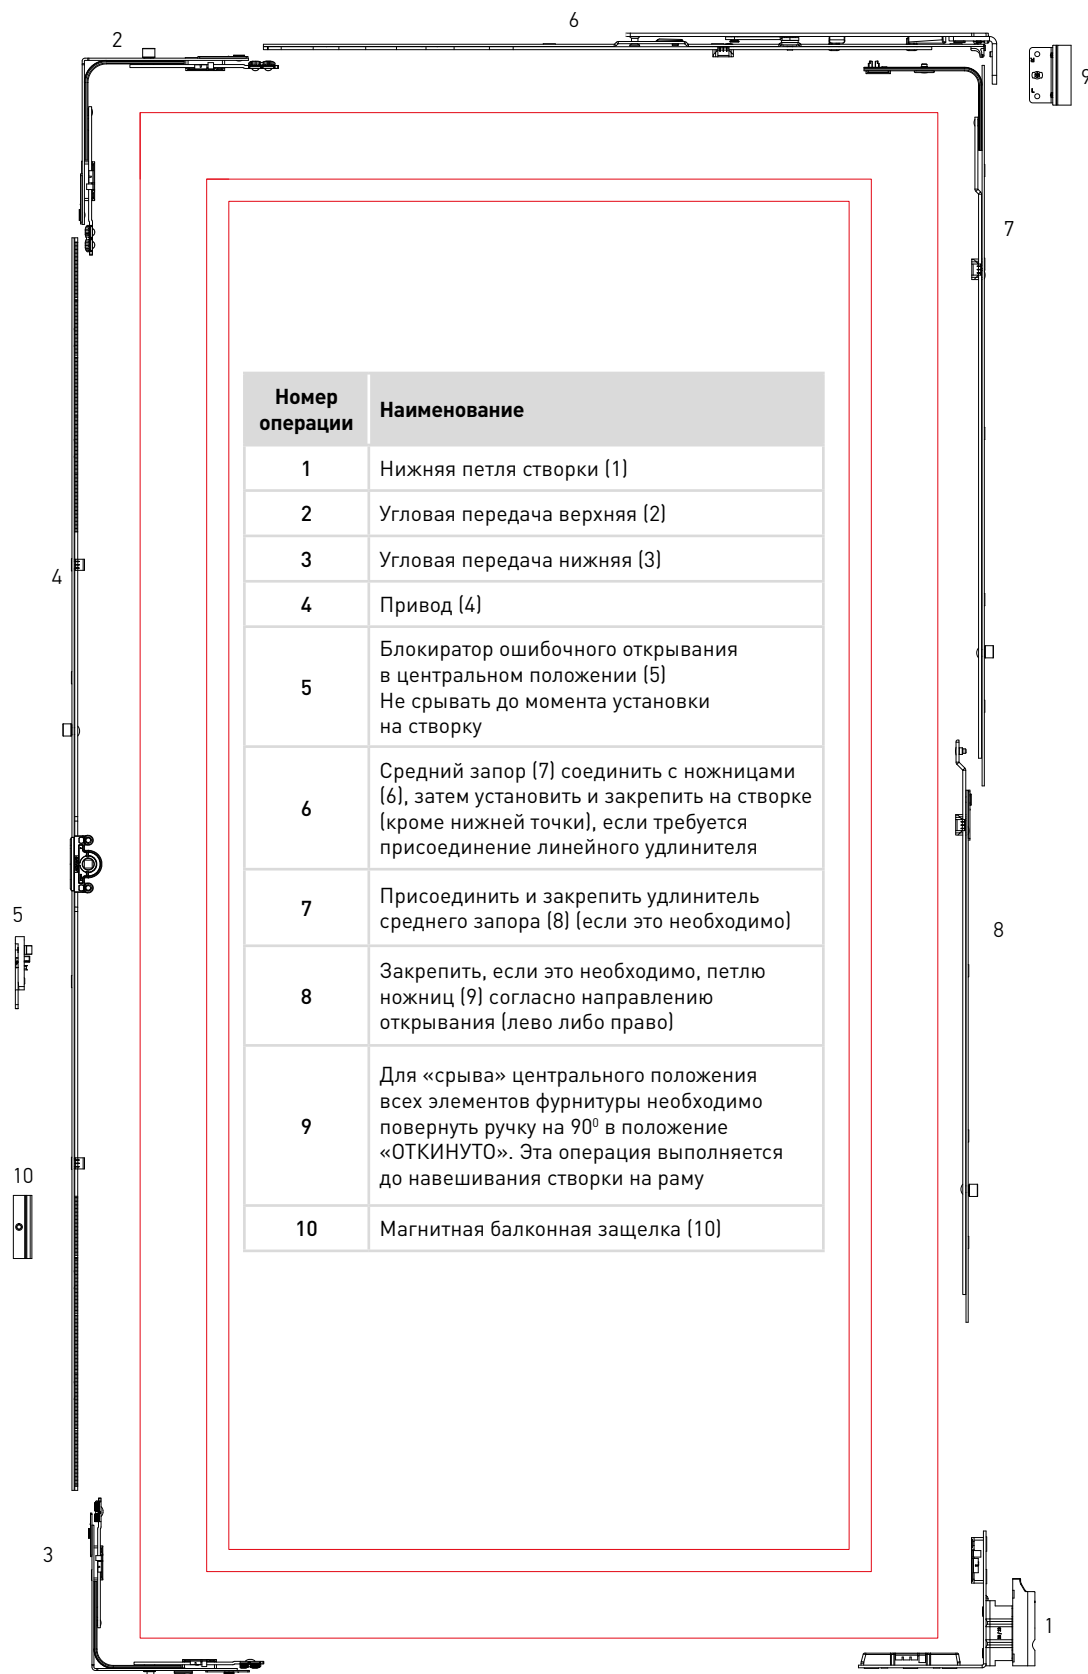 6
2
9
7
Номер
операции
Наименование
1
Нижняя петля створки (1)
2
Угловая передача верхняя (2)
3
Угловая передача нижняя (3)
4
Привод (4)
5
Блокиратор ошибочного открывания
в центральном положении (5)
Не срывать до момента установки
на створку
6
Средний запор (7) соединить с ножницами
(6), затем установить и закрепить на створке
(кроме нижней точки), если требуется
присоединение линейного удлинителя
7
Присоединить и закрепить удлинитель
среднего запора (8) (если это необходимо)
8
Закрепить, если это необходимо, петлю
ножниц (9) согласно направлению
открывания (лево либо право)
9
Для «срыва» центрального положения
всех элементов фурнитуры необходимо
повернуть ручку на 90⁰ в положение
«ОТКИНУТО». Эта операция выполняется
до навешивания створки на раму
10
Магнитная балконная защелка (10)
4
5
8
10
3
1